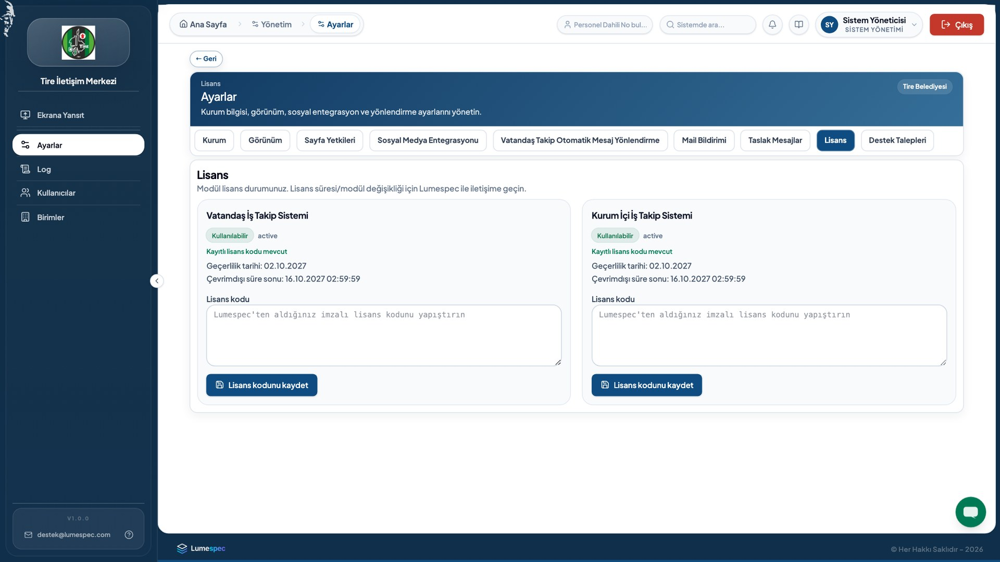 Ana Sayfa
Yönetim
Ayarlar
Personel Dahili No bul...
Sistemde ara...
SY
Sistem Yöneticisi
SİSTEM YÖNETİMİ
Çıkış
TİRE
Tire İletişim Merkezi
Ekrana Yansıt
Ayarlar
Log
Kullanıcılar
Birimler
V1.0.0
destek@lumespec.com
← Geri
Lisans
Tire Belediyesi
Ayarlar
Kurum bilgisi, görünüm, sosyal entegrasyon ve yönlendirme ayarlarını yönetin.
Kurum
Görünüm
Sayfa Yetkileri
Sosyal Medya Entegrasyonu
Vatandaş Takip Otomatik Mesaj Yönlendirme
Mail Bildirimi
Taslak Mesajlar
Lisans
Destek Talepleri
Lisans
Modül lisans durumunuz. Lisans süresi/modül değişikliği için Lumespec ile iletişime geçin.
Vatandaş İş Takip Sistemi
Kullanılabilir active
Kayıtlı lisans kodu mevcut
Geçerlilik tarihi: 02.10.2027
Çevrimdışı süre sonu: 16.10.2027 02:59:59
Lisans kodu
Lumespec'ten aldığınız imzalı lisans kodunu yapıştırın
Lisans kodunu kaydet
Kurum İçi İş Takip Sistemi
Kullanılabilir active
Kayıtlı lisans kodu mevcut
Geçerlilik tarihi: 02.10.2027
Çevrimdışı süre sonu: 16.10.2027 02:59:59
Lisans kodu
Lumespec'ten aldığınız imzalı lisans kodunu yapıştırın
Lisans kodunu kaydet
Lumespec
© Her Hakkı Saklıdır – 2026